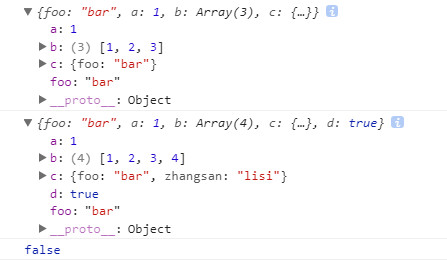 ▼{foo: "bar", a: 1, b: Array(3), c: {…}} i
a: 1
▶b: (3) [1, 2, 3]
▶c: {foo: "bar"}
foo: "bar"
▶__proto__: Object
▼{foo: "bar", a: 1, b: Array(4), c: {…}, d: true} i
a: 1
▶b: (4) [1, 2, 3, 4]
▶c: {foo: "bar", zhangsan: "lisi"}
d: true
foo: "bar"
▶__proto__: Object
false